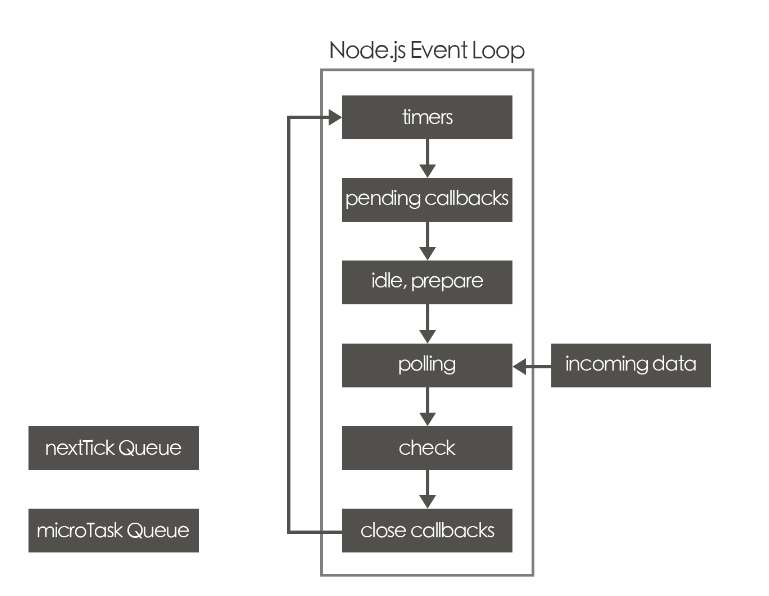 Node.js Event Loop
timers
pending callbacks
idle, prepare
polling
incoming data
check
nextTick Queue
close callbacks
microTask Queue